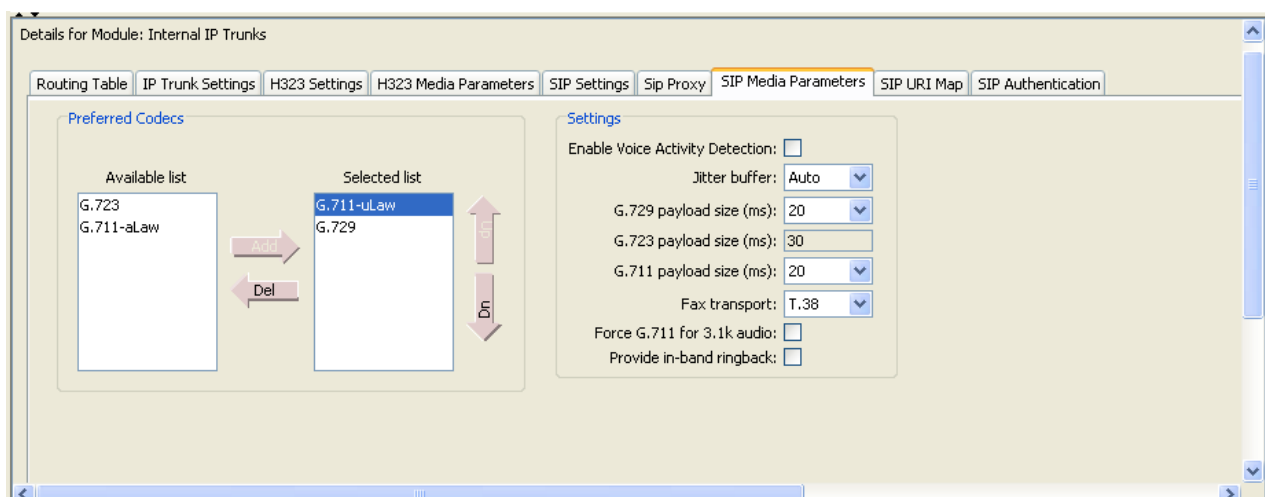 Details for Module: Internal IP Trunks
Routing Table IP Trunk Settings H323 Settings H323 Media Parameters SIP Settings Sip Proxy SIP Media Parameters SIP URI Map SIP Authentication
Preferred Codecs
Available list
G.723
G.711-aLaw
Add
Del
Selected list
G.711-uLaw
G.729
Up
Dn
Settings
Enable Voice Activity Detection:
Jitter buffer: Auto
G.729 payload size (ms): 20
G.723 payload size (ms): 30
G.711 payload size (ms): 20
Fax transport: T.38
Force G.711 for 3.1k audio:
Provide in-band ringback: